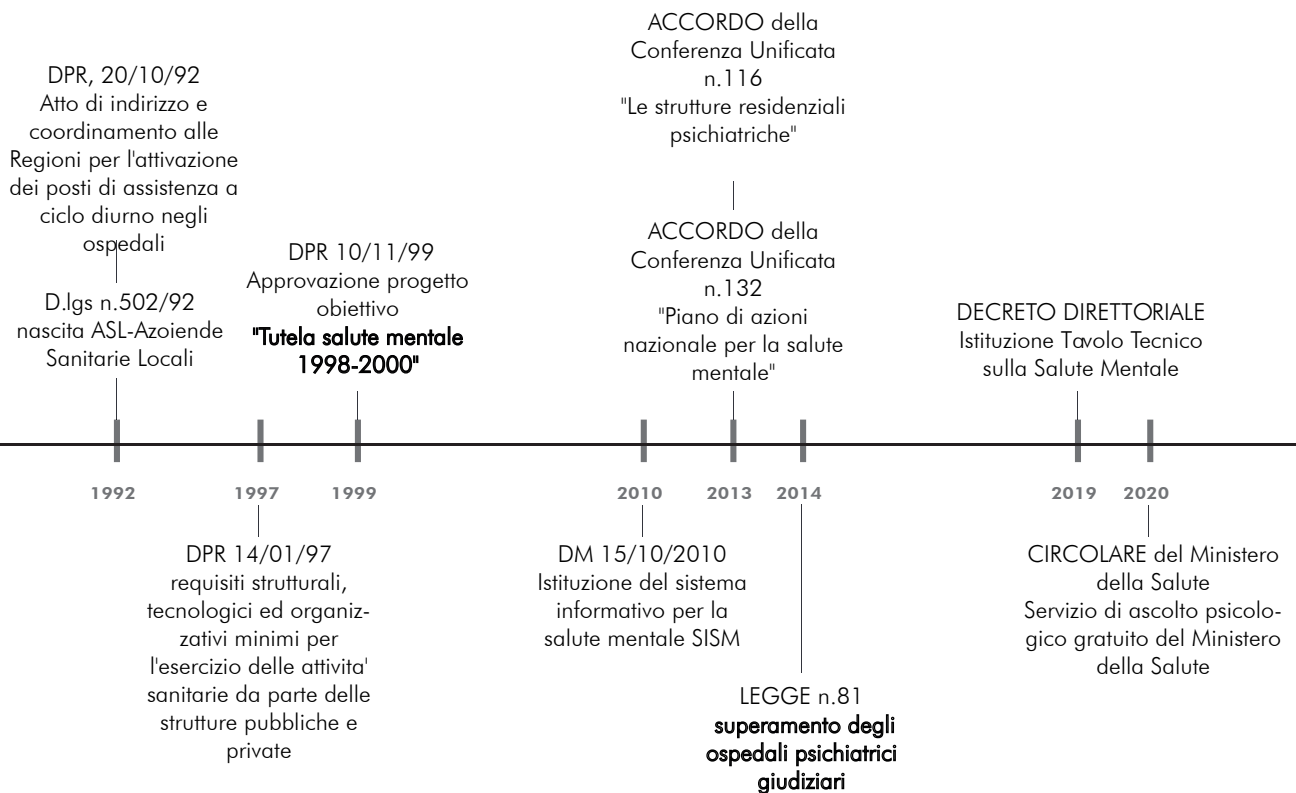 DPR, 20/10/92
Atto di indirizzo e
coordinamento alle
Regioni per l'attivazione
dei posti di assistenza a
ciclo diurno negli
ospedali
D.lgs n.502/92
nascita ASL-Azoiende
Sanitarie Locali
DPR 10/11/99
Approvazione progetto
obiettivo
"Tutela salute mentale
1998-2000"
ACCORDO della
Conferenza Unificata
n.116
"Le strutture residenziali
psichiatriche"
ACCORDO della
Conferenza Unificata
n.132
"Piano di azioni
nazionale per la salute
mentale"
DECRETO DIRETTORIALE
Istituzione Tavolo Tecnico
sulla Salute Mentale
1992
1997
1999
2010
2013
2014
2019
2020
DPR 14/01/97
requisiti strutturali,
tecnologici ed organiz-
zativi minimi per
l'esercizio delle attivita'
sanitarie da parte delle
strutture pubbliche e
private
DM 15/10/2010
Istituzione del sistema
informativo per la
salute mentale SISM
LEGGE n.81
superamento degli
ospedali psichiatrici
giudiziari
CIRCOLARE del Ministero
della Salute
Servizio di ascolto psicolo-
gico gratuito del Ministero
della Salute